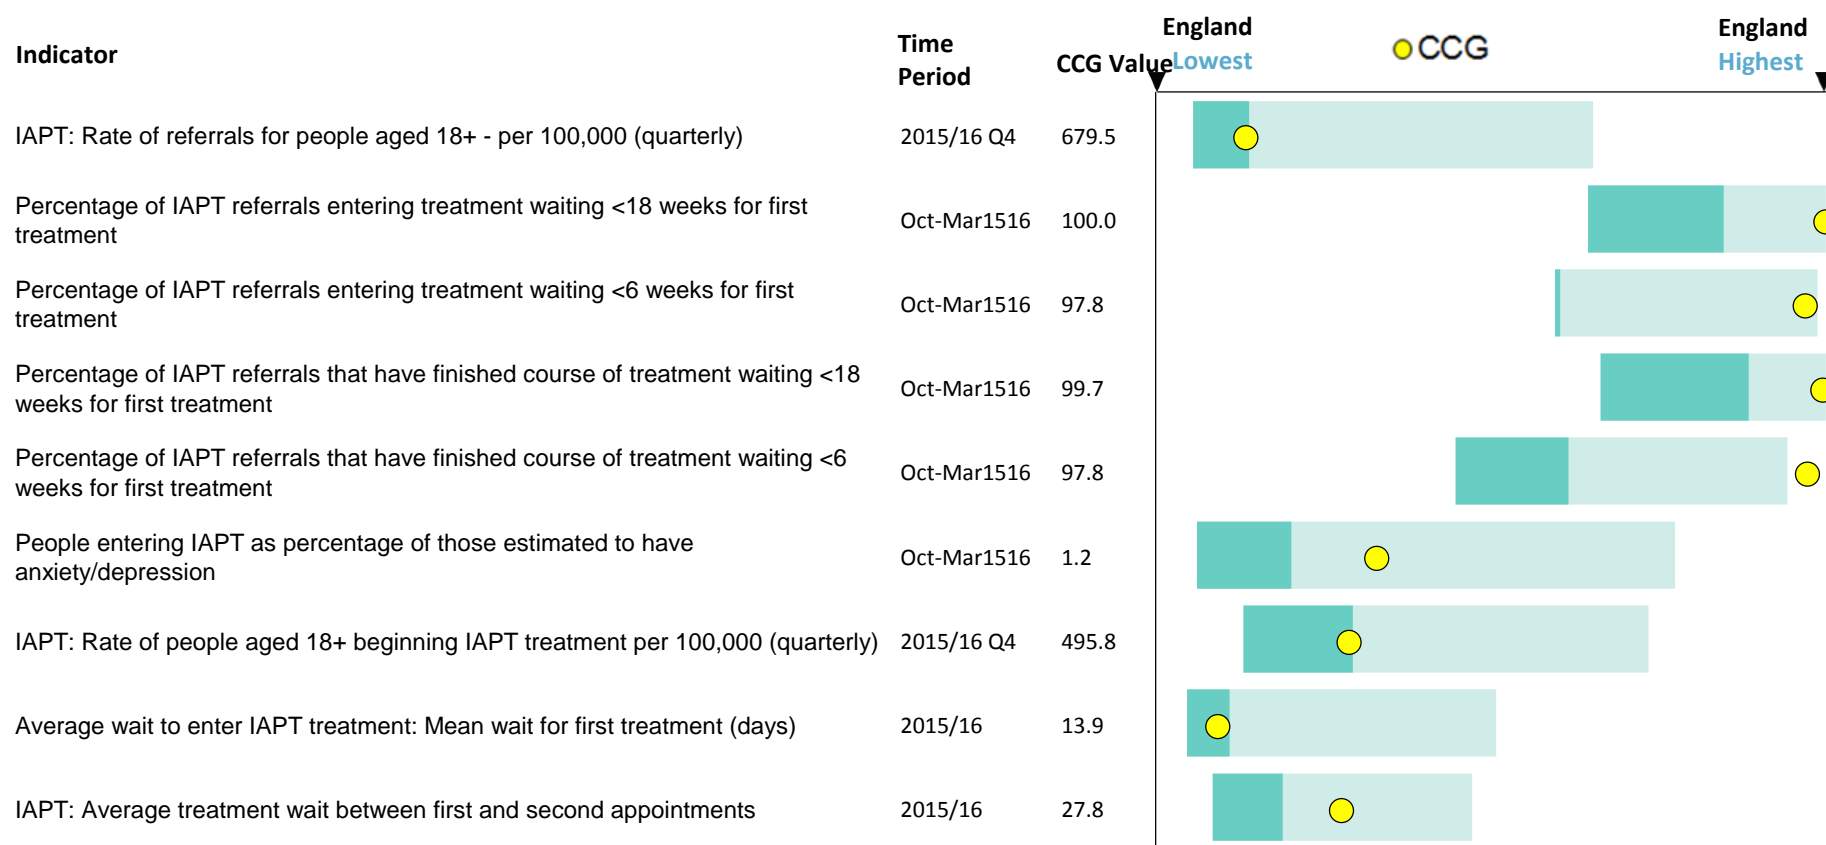 Indicator
Time
Period
CCG Value
England
Lowest
CCG
England
Highest
IAPT: Rate of referrals for people aged 18+ - per 100,000 (quarterly) 2015/16 Q4 679.5
Percentage of IAPT referrals entering treatment waiting <18 weeks for first
treatment
Oct-Mar1516 100.0
Percentage of IAPT referrals entering treatment waiting <6 weeks for first
treatment
Oct-Mar1516 97.8
Percentage of IAPT referrals that have finished course of treatment waiting <18
weeks for first treatment
Oct-Mar1516 99.7
Percentage of IAPT referrals that have finished course of treatment waiting <6
weeks for first treatment
Oct-Mar1516 97.8
People entering IAPT as percentage of those estimated to have
anxiety/depression
Oct-Mar1516 1.2
IAPT: Rate of people aged 18+ beginning IAPT treatment per 100,000 (quarterly) 2015/16 Q4 495.8
Average wait to enter IAPT treatment: Mean wait for first treatment (days) 2015/16 13.9
IAPT: Average treatment wait between first and second appointments 2015/16 27.8